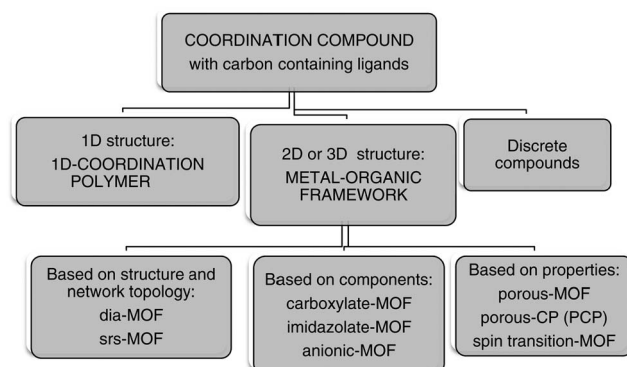 COORDINATION COMPOUND
with carbon containing ligands
1D structure:
1D-COORDINATION
POLYMER
2D or 3D structure:
METAL-ORGANIC
FRAMEWORK
Discrete
compounds
Based on structure and
network topology:
dia-MOF
srs-MOF
Based on components:
carboxylate-MOF
imidazolate-MOF
anionic-MOF
Based on properties:
porous-MOF
porous-CP (PCP)
spin transition-MOF